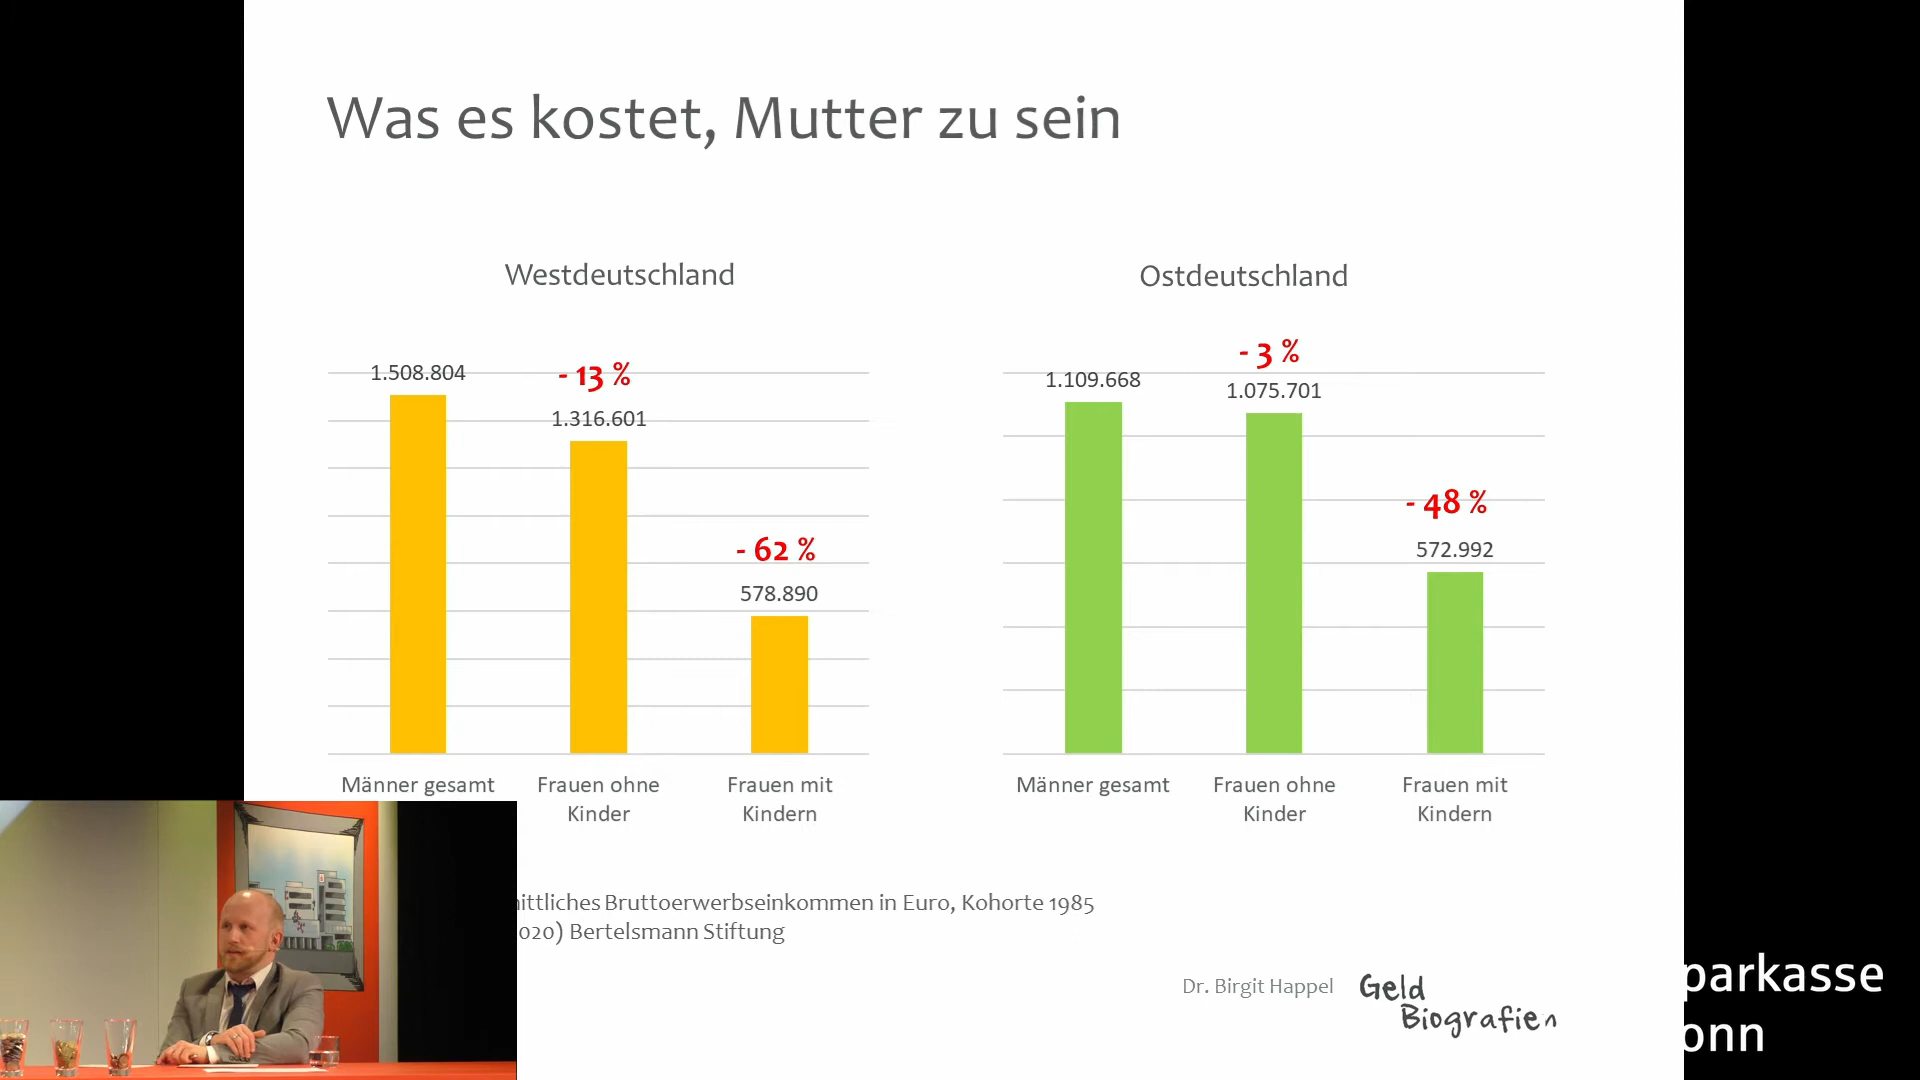 Was es kostet, Mutter zu sein
Westdeutschland
1.508.804
- 13 %
1.316.601
- 62 %
578.890
Männer gesamt
Frauen ohne
Kinder
Frauen mit
Kindern
Ostdeutschland
- 3 %
1.109.668
1.075.701
- 48 %
572.992
Männer gesamt
Frauen ohne
Kinder
Frauen mit
Kindern
Bruttoerwerbseinkommen in Euro, Kohorte 1985
020) Bertelsmann Stiftung
Dr. Birgit Happel
Geld
Biografien
parkasse
onn